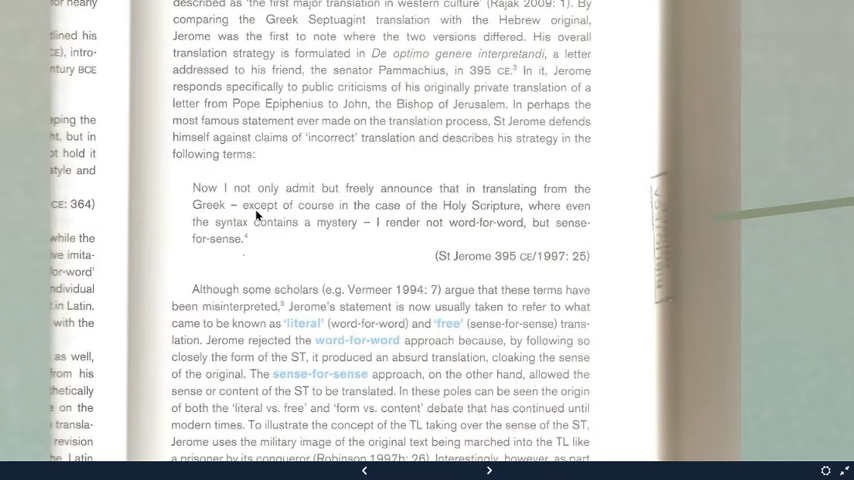 for nearly
tlined his
CE), intro-
ntury BCE
aping the
ht, but in
ot hold it
style and
CE: 364)
while the
ve imita-
for-word'
ndividual
t in Latin.
with the
as well,
from his
hetically
e on the
transla-
revision
he Latin
described as 'the first major translation in western culture' (Rajak 2009: 1). By
comparing the Greek Septuagint translation with the Hebrew original,
Jerome was the first to note where the two versions differed. His overall
translation strategy is formulated in De optimo genere interpretandi, a letter
addressed to his friend, the senator Pammachius, in 395 CE.³ In it, Jerome
responds specifically to public criticisms of his originally private translation of a
letter from Pope Epiphenius to John, the Bishop of Jerusalem. In perhaps the
most famous statement ever made on the translation process, St Jerome defends
himself against claims of 'incorrect' translation and describes his strategy in the
following terms:
Now I not only admit but freely announce that in translating from the
Greek – except of course in the case of the Holy Scripture, where even
the syntax contains a mystery – I render not word-for-word, but sense-
for-sense.⁴
(St Jerome 395 CE/1997: 25)
Although some scholars (e.g. Vermeer 1994: 7) argue that these terms have
been misinterpreted,⁵ Jerome's statement is now usually taken to refer to what
came to be known as 'literal' (word-for-word) and 'free' (sense-for-sense) trans-
lation. Jerome rejected the word-for-word approach because, by following so
closely the form of the ST, it produced an absurd translation, cloaking the sense
of the original. The sense-for-sense approach, on the other hand, allowed the
sense or content of the ST to be translated. In these poles can be seen the origin
of both the 'literal vs. free' and 'form vs. content' debate that has continued until
modern times. To illustrate the concept of the TL taking over the sense of the ST,
Jerome uses the military image of the original text being marched into the TL like
a prisoner by its conqueror (Robinson 1997b: 26). Interestingly, however, as part